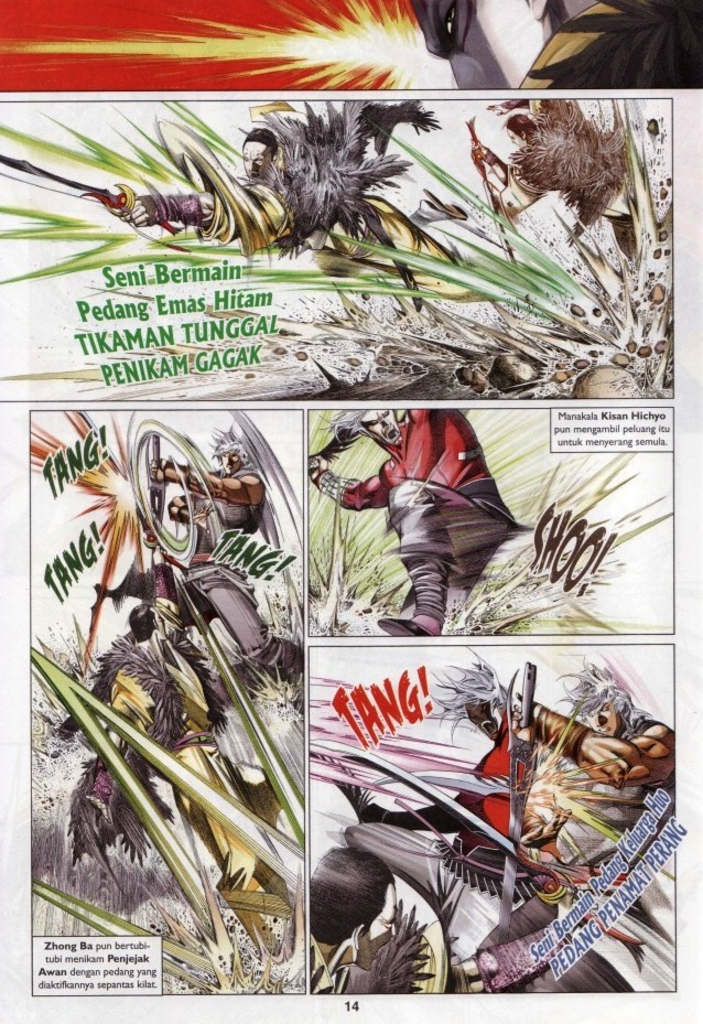 Seni Bermain
Pedang Emas Hitam
TIKAMAN TUNGGAL
PENIKAM GAGAK
TANG!
TANG!
TANG!
Zhong Ba pun bertubi-
tubi menikam Penjejak
Awan dengan pedang yang
diaktifkannya sepantas kilat.
Manakala Kisan Hichyo
pun mengambil peluang itu
untuk menyerang semula.
SHOO!
TANG!
Seni Bermain Pedang Keluarga Huo
PEDANG PENAMAT PERANG
14